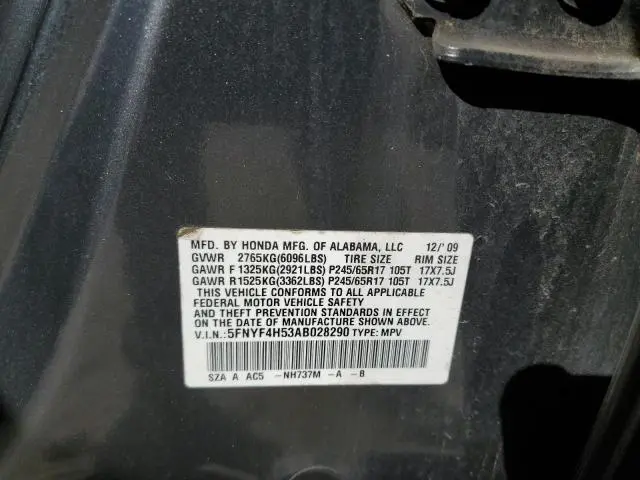 MFD. BY HONDA MFG. OF ALABAMA, LLC 12/'09
GVWR 2765KG(6096LBS) TIRE SIZE RIM SIZE
GAWR F 1325KG(2921LBS) P245/65R17 105T 17X7.5J
GAWR R1525KG(3362LBS) P245/65R17 105T 17X7.5J
THIS VEHICLE CONFORMS TO ALL APPLICABLE
FEDERAL MOTOR VEHICLE SAFETY
AND THEFT PREVENTION STANDARDS IN EFFECT
ON THE DATE OF MANUFACTURE SHOWN ABOVE.
V.I.N.:5FNYF4H53AB028290 TYPE: MPV
SZA A AC5 -NH737M -A -B